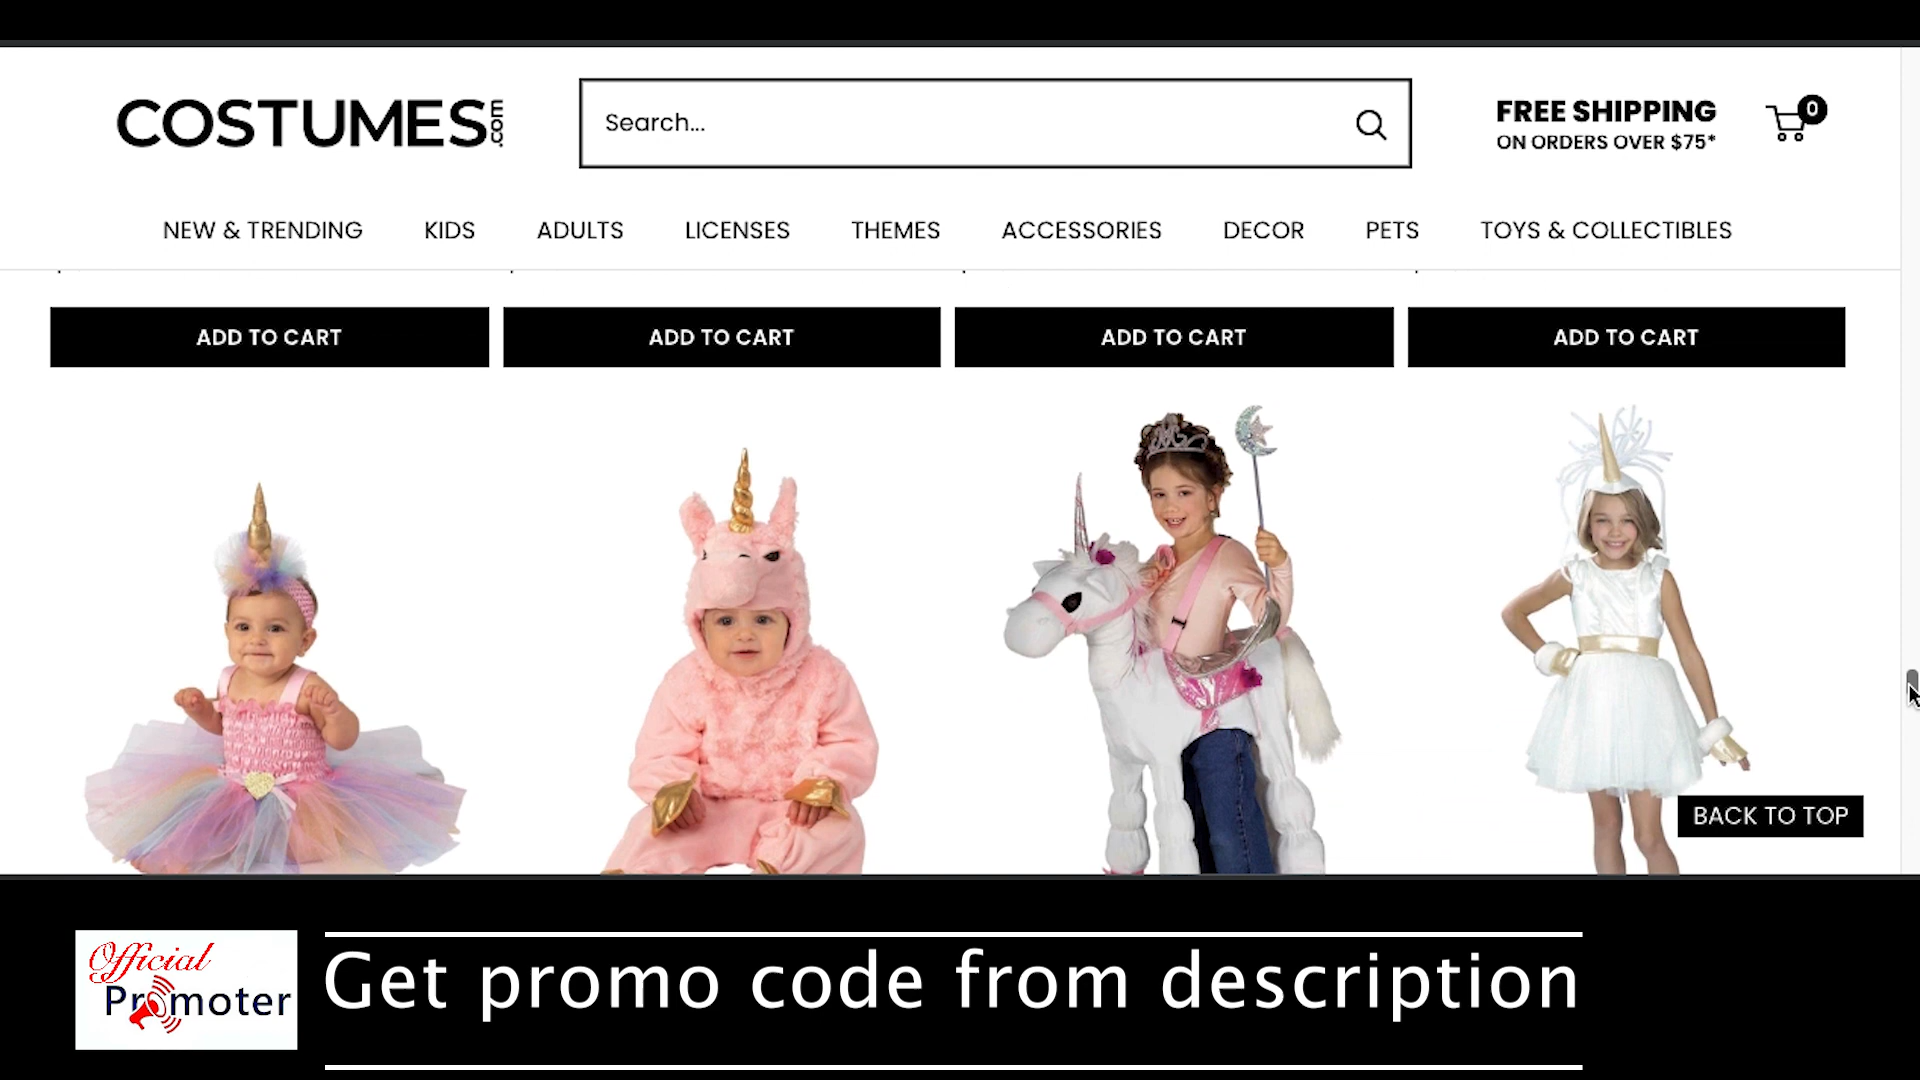 COSTUMES.com
Search...
FREE SHIPPING
ON ORDERS OVER $75*
0
NEW & TRENDING KIDS ADULTS LICENSES THEMES ACCESSORIES DECOR PETS TOYS & COLLECTIBLES
ADD TO CART ADD TO CART ADD TO CART ADD TO CART
BACK TO TOP
Official
Promoter
Get promo code from description